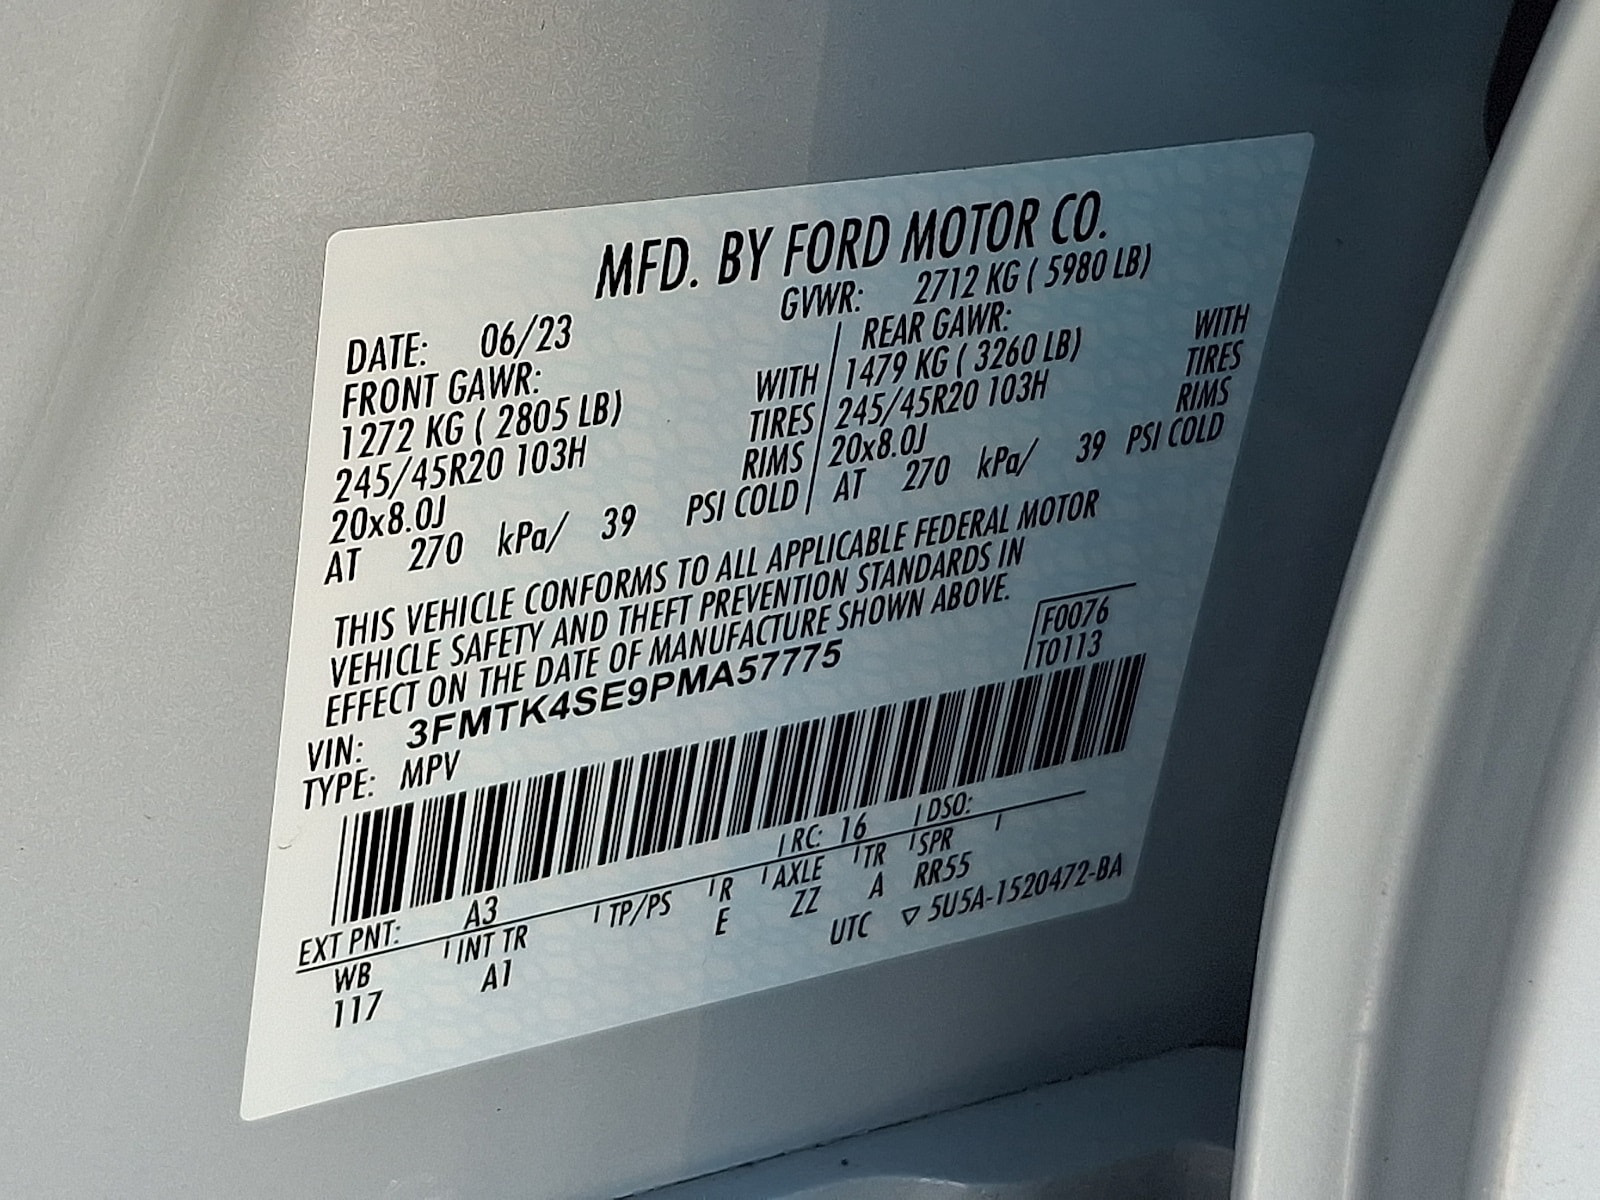 MFD. BY FORD MOTOR CO.
DATE: 06/23 GVWR: 2712 KG ( 5980 LB)
FRONT GAWR: REAR GAWR:
1272 KG ( 2805 LB) WITH 1479 KG ( 3260 LB) WITH
245/45R20 103H TIRES 245/45R20 103H TIRES
20x8.0J RIMS 20x8.0J RIMS
AT 270 kPa/ 39 PSI COLD AT 270 kPa/ 39 PSI COLD
THIS VEHICLE CONFORMS TO ALL APPLICABLE FEDERAL MOTOR
VEHICLE SAFETY AND THEFT PREVENTION STANDARDS IN
EFFECT ON THE DATE OF MANUFACTURE SHOWN ABOVE.
VIN: 3FMTK4SE9PMA57775 F0076
TYPE: MPV T0113
EXT PNT: A3 RC: 16 DSO:
WB INT TR TP/PS R AXLE TR SPR
117 A1 E ZZ A RR55
UTC ▽ 5U5A-1520472-BA